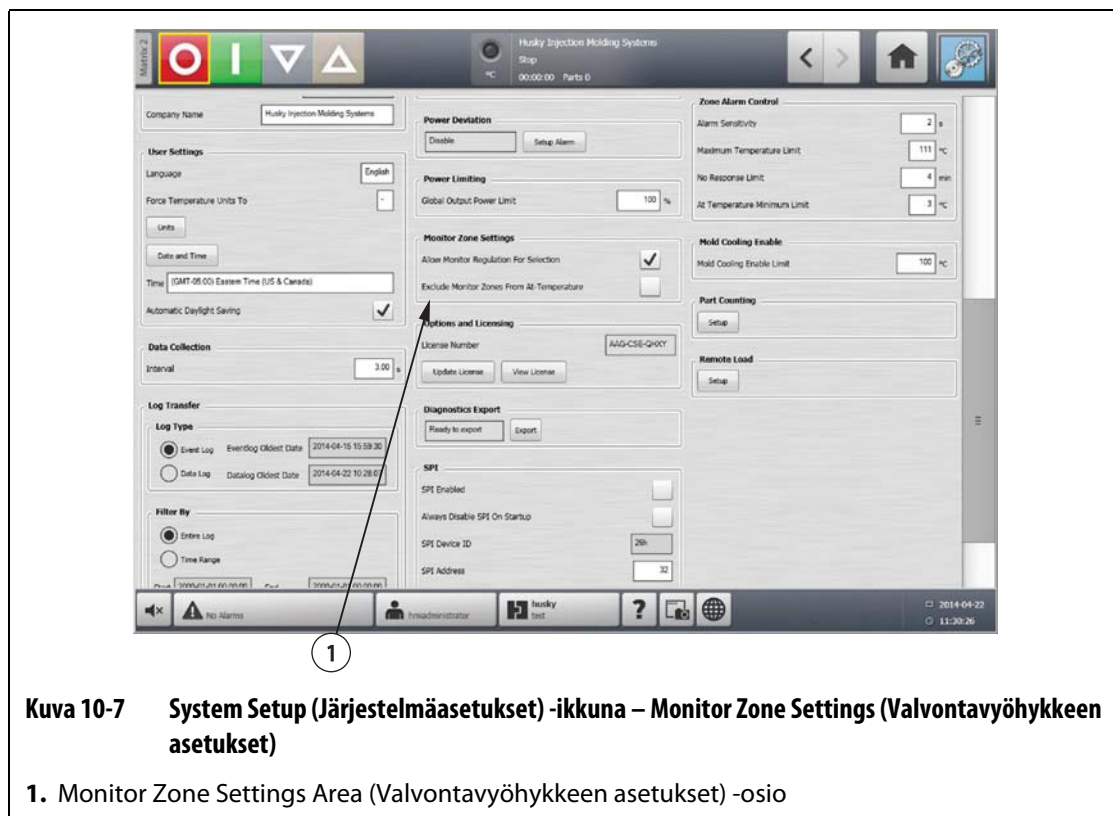 Matrix 2
Husky Injection Molding Systems
Stop
°C
00:00:00 Parts 0
Company Name
Husky Injection Molding Systems
User Settings
Language
English
Force Temperature Units To
-
Units
Date and Time
Time
(GMT-05:00) Eastern Time (US & Canada)
Automatic Daylight Saving
Data Collection
Interval
3.00 s
Log Transfer
Log Type
Event Log
Eventlog Oldest Date
2014-04-15 15:59:30
Data Log
Datalog Oldest Date
2014-04-22 10:28:07
Filter By
Entire Log
Time Range
Power Deviation
Disable
Setup Alarm
Power Limiting
Global Output Power Limit
100 %
Monitor Zone Settings
Allow Monitor Regulation For Selection
Exclude Monitor Zones From At-Temperature
Options and Licensing
License Number
AAG-CSE-QHXY
Update License
View License
Diagnostics Export
Ready to export
Export
SPI
SPI Enabled
Always Disable SPI On Startup
SPI Device ID
26h
SPI Address
32
Zone Alarm Control
Alarm Sensitivity
2 s
Maximum Temperature Limit
111 °C
No Response Limit
4 min
At Temperature Minimum Limit
3 °C
Mold Cooling Enable
Mold Cooling Enable Limit
100 °C
Part Counting
Setup
Remote Load
Setup
No Alarms
hmiadministrator
husky
test
?
2014-04-22
11:30:26
1
Kuva 10-7 System Setup (Järjestelmäasetukset) -ikkuna – Monitor Zone Settings (Valvontavyöhykkeen
asetukset)
1. Monitor Zone Settings Area (Valvontavyöhykkeen asetukset) -osio